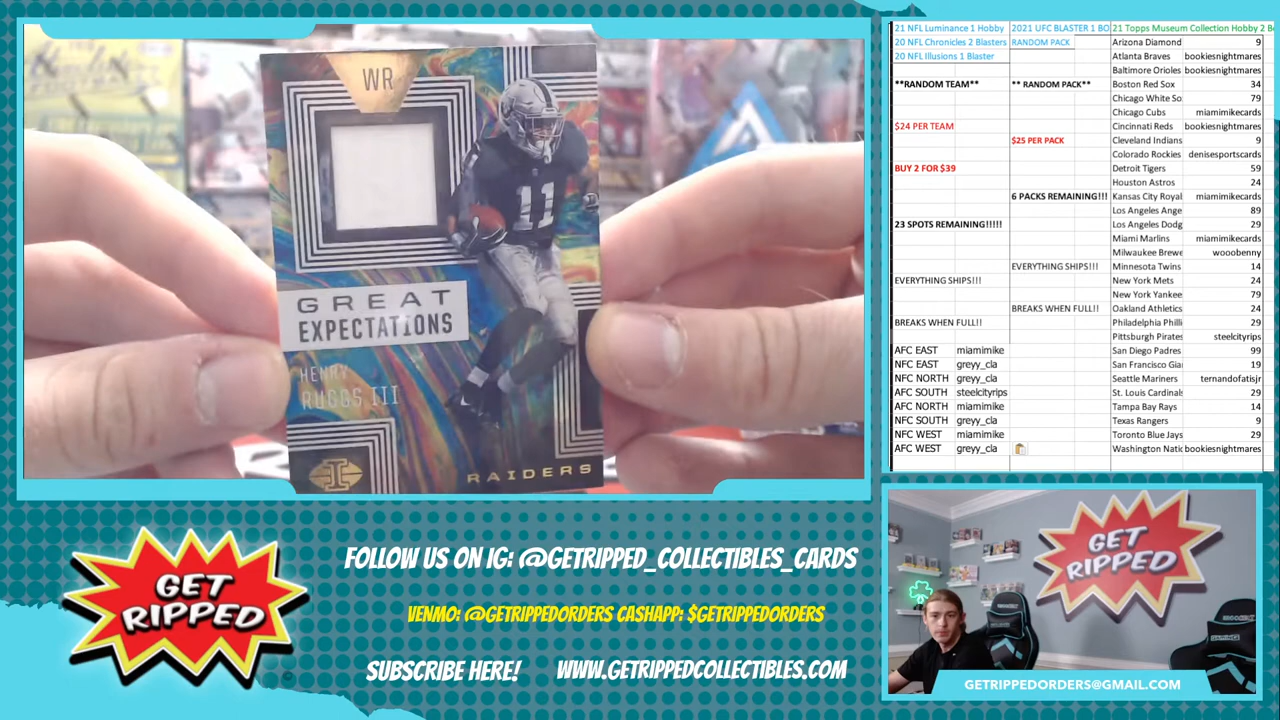 WR
11
GREAT
EXPECTATIONS
HENRY
RUGGS III
RAIDERS
21 NFL Luminance 1 Hobby
20 NFL Chronicles 2 Blasters
20 NFL Illusions 1 Blaster
**RANDOM TEAM**
$24 PER TEAM
BUY 2 FOR $39
23 SPOTS REMAINING!!!!!
EVERYTHING SHIPS!!!
BREAKS WHEN FULL!!
AFC EAST miamimike
NFC EAST greyy_cla
NFC NORTH greyy_cla
AFC SOUTH steelcityrips
AFC NORTH miamimike
NFC SOUTH greyy_cla
NFC WEST miamimike
AFC WEST greyy_cla
2021 UFC BLASTER 1 BO
RANDOM PACK
** RANDOM PACK**
$25 PER PACK
6 PACKS REMAINING!!!
EVERYTHING SHIPS!!!
BREAKS WHEN FULL!!
21 Topps Museum Collection Hobby 2 B
Arizona Diamond 9
Atlanta Braves bookiesnightmares
Baltimore Orioles bookiesnightmares
Boston Red Sox 34
Chicago White So 79
Chicago Cubs miamimikecards
Cincinnati Reds bookiesnightmares
Cleveland Indians 9
Colorado Rockies denisesportscards
Detroit Tigers 59
Houston Astros 24
Kansas City Royal miamimikecards
Los Angeles Ange 89
Los Angeles Dodg 29
Miami Marlins miamimikecards
Milwaukee Brewe wooobenny
Minnesota Twins 14
New York Mets 24
New York Yankee 79
Oakland Athletics 24
Philadelphia Philli 29
Pittsburgh Pirates steelcityrips
San Diego Padres 99
San Francisco Gia 19
Seattle Mariners ternandofatisjr
St. Louis Cardinals 29
Tampa Bay Rays 14
Texas Rangers 9
Toronto Blue Jays 29
Washington Natio bookiesnightmares
GET
RIPPED
FOLLOW US ON IG: @GETRIPPED_COLLECTIBLES_CARDS
VENMO: @GETRIPPEDORDERS CASHAPP: $GETRIPPEDORDERS
SUBSCRIBE HERE! WWW.GETRIPPEDCOLLECTIBLES.COM
GET
RIPPED
GETRIPPEDORDERS@GMAIL.COM